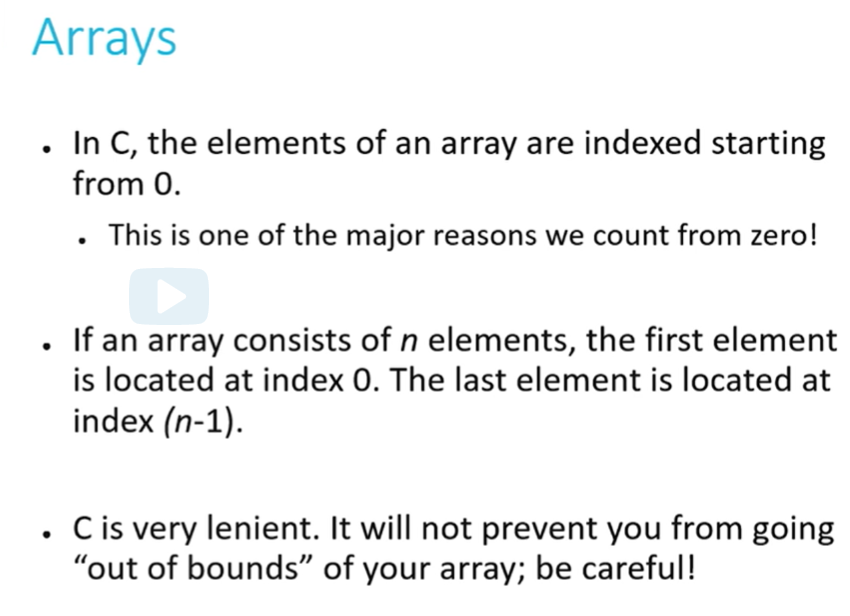 Arrays
• In C, the elements of an array are indexed starting
from 0.
• This is one of the major reasons we count from zero!
• If an array consists of n elements, the first element
is located at index 0. The last element is located at
index (n-1).
• C is very lenient. It will not prevent you from going
“out of bounds” of your array; be careful!